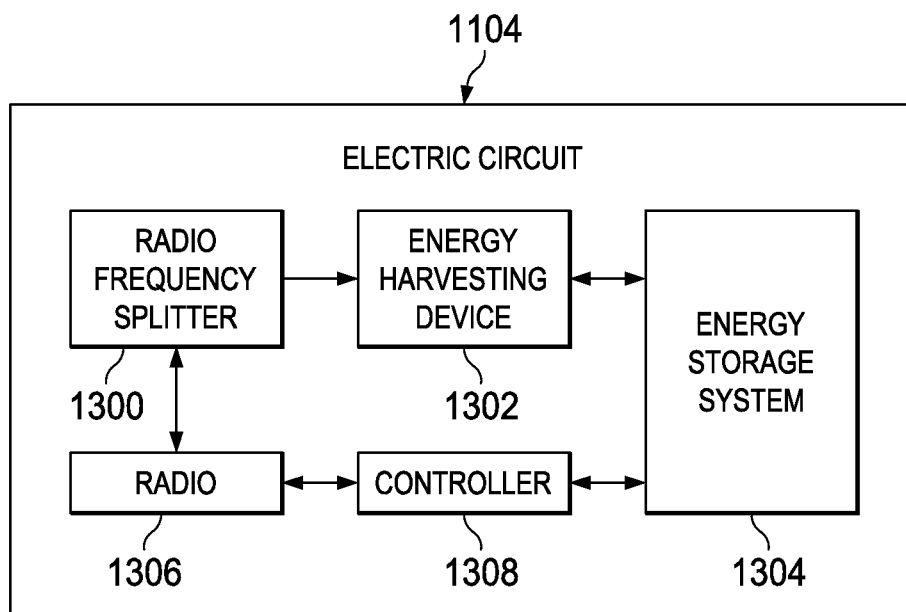 1104
ELECTRIC CIRCUIT
RADIO
FREQUENCY
SPLITTER
1300
ENERGY
HARVESTING
DEVICE
1302
ENERGY
STORAGE
SYSTEM
1304
RADIO
1306
CONTROLLER
1308